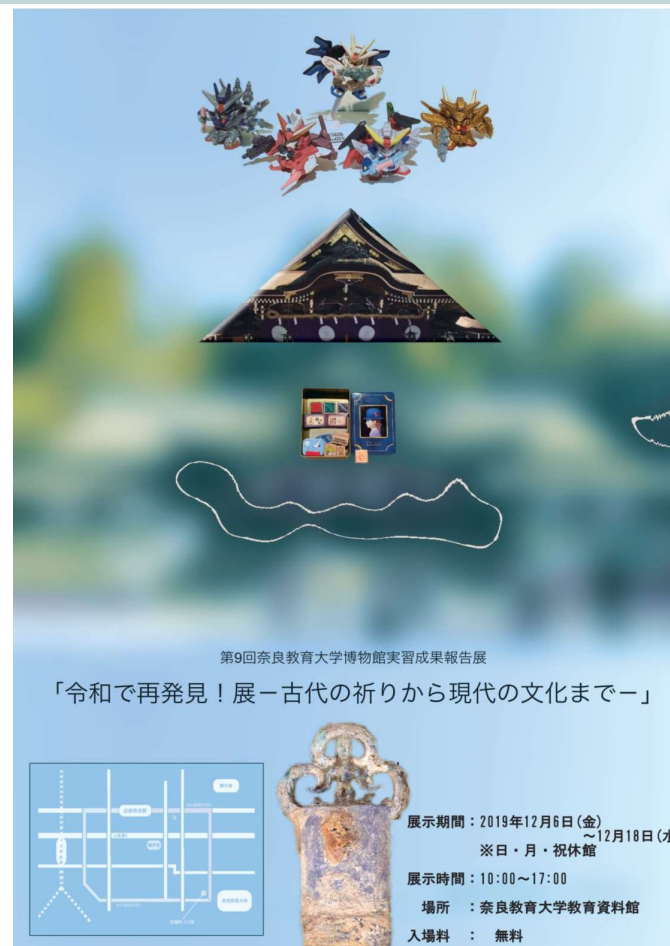 第9回奈良教育大学博物館実習成果報告展
「令和で再発見！展－古代の祈りから現代の文化まで－」
展示期間：2019年12月6日(金)
～12月18日(水
※日・月・祝休館
展示時間：10:00～17:00
場所　：奈良教育大学教育資料館
入場料　：　無料